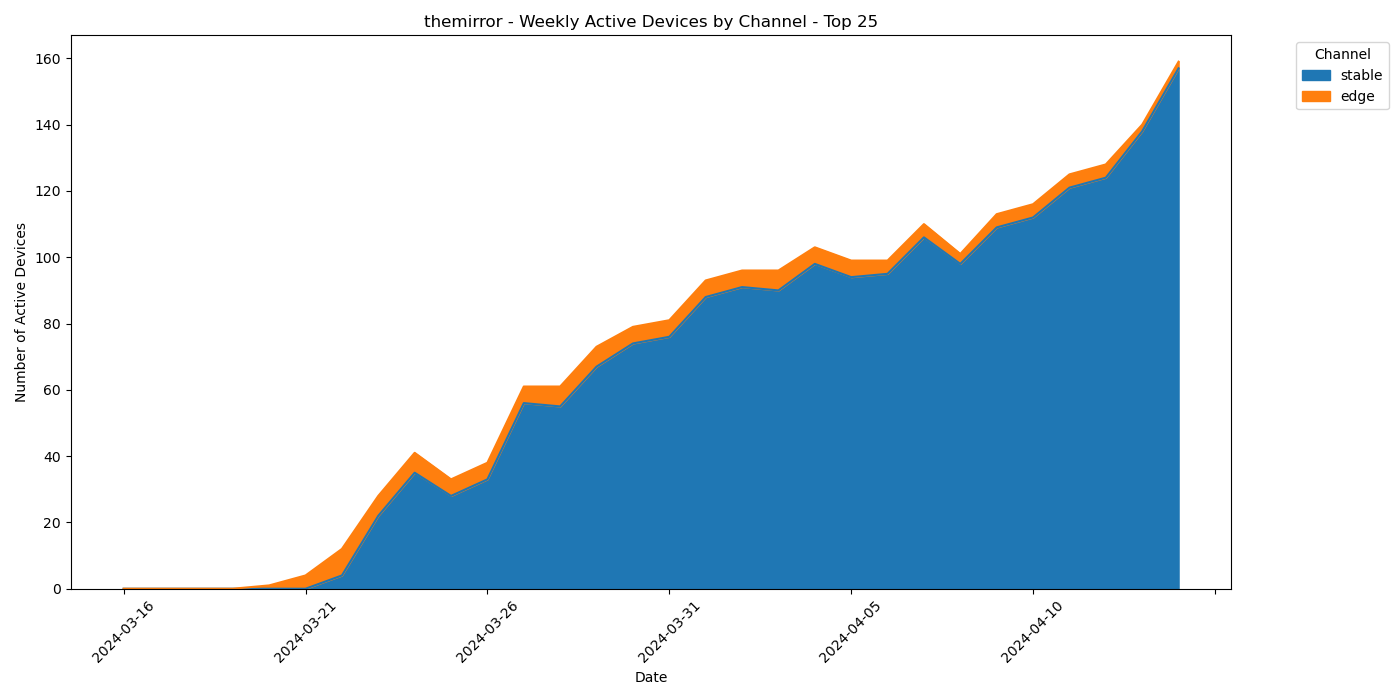 themirror - Weekly Active Devices by Channel - Top 25
Channel
stable
edge
Number of Active Devices
160
140
120
100
80
60
40
20
0
2024-03-16
2024-03-21
2024-03-26
2024-03-31
2024-04-05
2024-04-10
Date